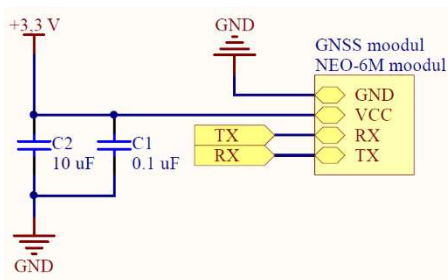 +3,3 V
GND
GNSS moodul
NEO-6M moodul
GND
VCC
TX
RX
RX
TX
C2
10 uF
C1
0.1 uF
GND